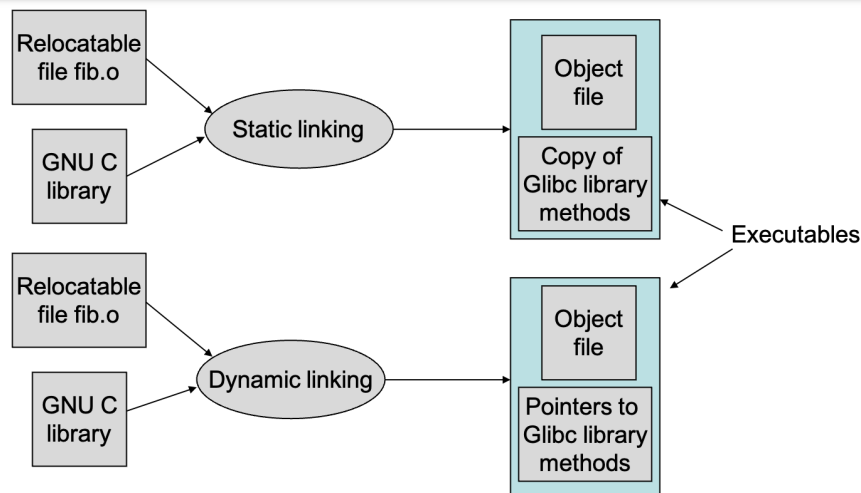 Relocatable
file fib.o
GNU C
library
Static linking
Object
file
Copy of
Glibc library
methods
Executables
Relocatable
file fib.o
GNU C
library
Dynamic linking
Object
file
Pointers to
Glibc library
methods